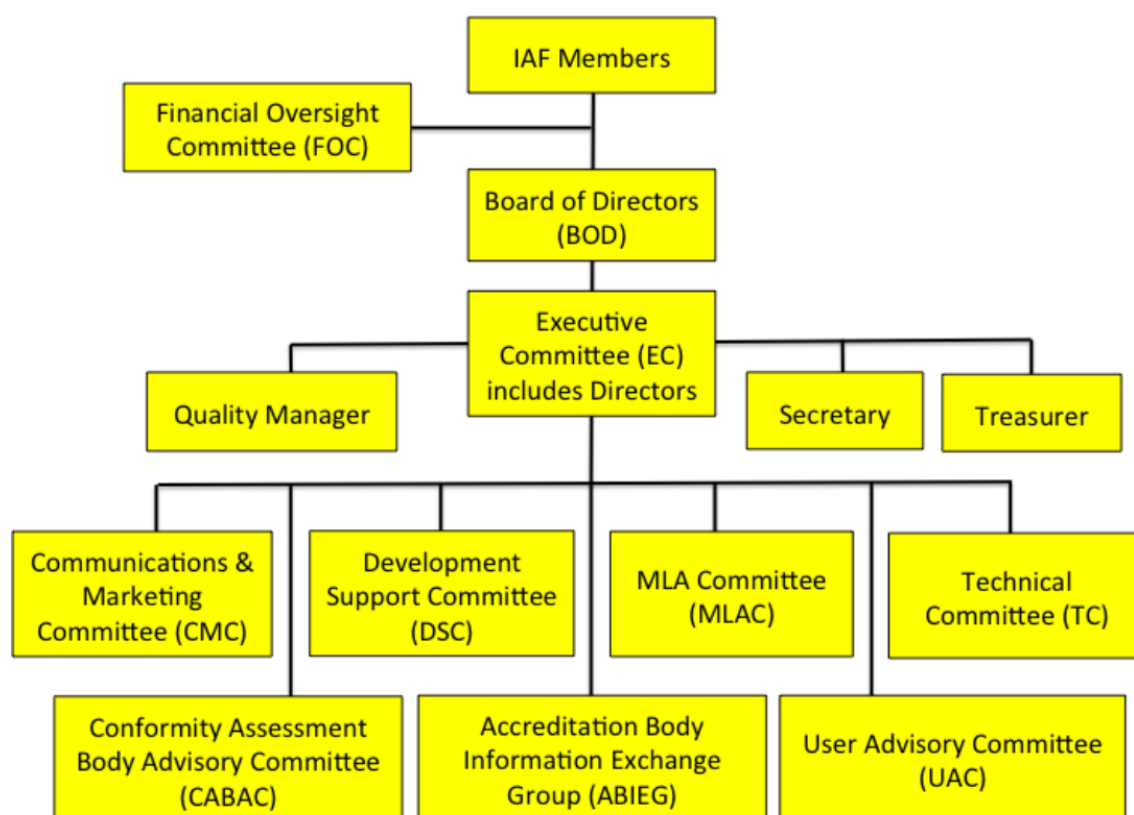 IAF Members
Financial Oversight
Committee (FOC)
Board of Directors
(BOD)
Executive
Committee (EC)
includes Directors
Quality Manager
Secretary
Treasurer
Communications &
Marketing
Committee (CMC)
Development
Support Committee
(DSC)
MLA Committee
(MLAC)
Technical
Committee (TC)
Conformity Assessment
Body Advisory Committee
(CABAC)
Accreditation Body
Information Exchange
Group (ABIEG)
User Advisory Committee
(UAC)